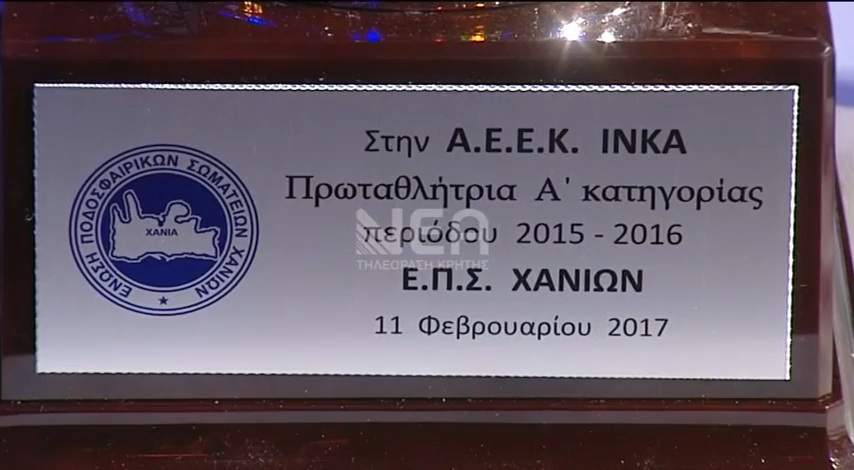 Στην Α.Ε.Ε.Κ. ΙΝΚΑ
Πρωταθλήτρια Α' κατηγορίας
περιόδου 2015 - 2016
Ε.Π.Σ. ΧΑΝΙΩΝ
11 Φεβρουαρίου 2017
ΕΝΩΣΗ ΠΟΔΟΣΦΑΙΡΙΚΩΝ ΣΩΜΑΤΕΙΩΝ ΧΑΝΙΩΝ
ΧΑΝΙΑ
ΝΕΑ
ΤΗΛΕΟΡΑΣΗ ΚΡΗΤΗΣ